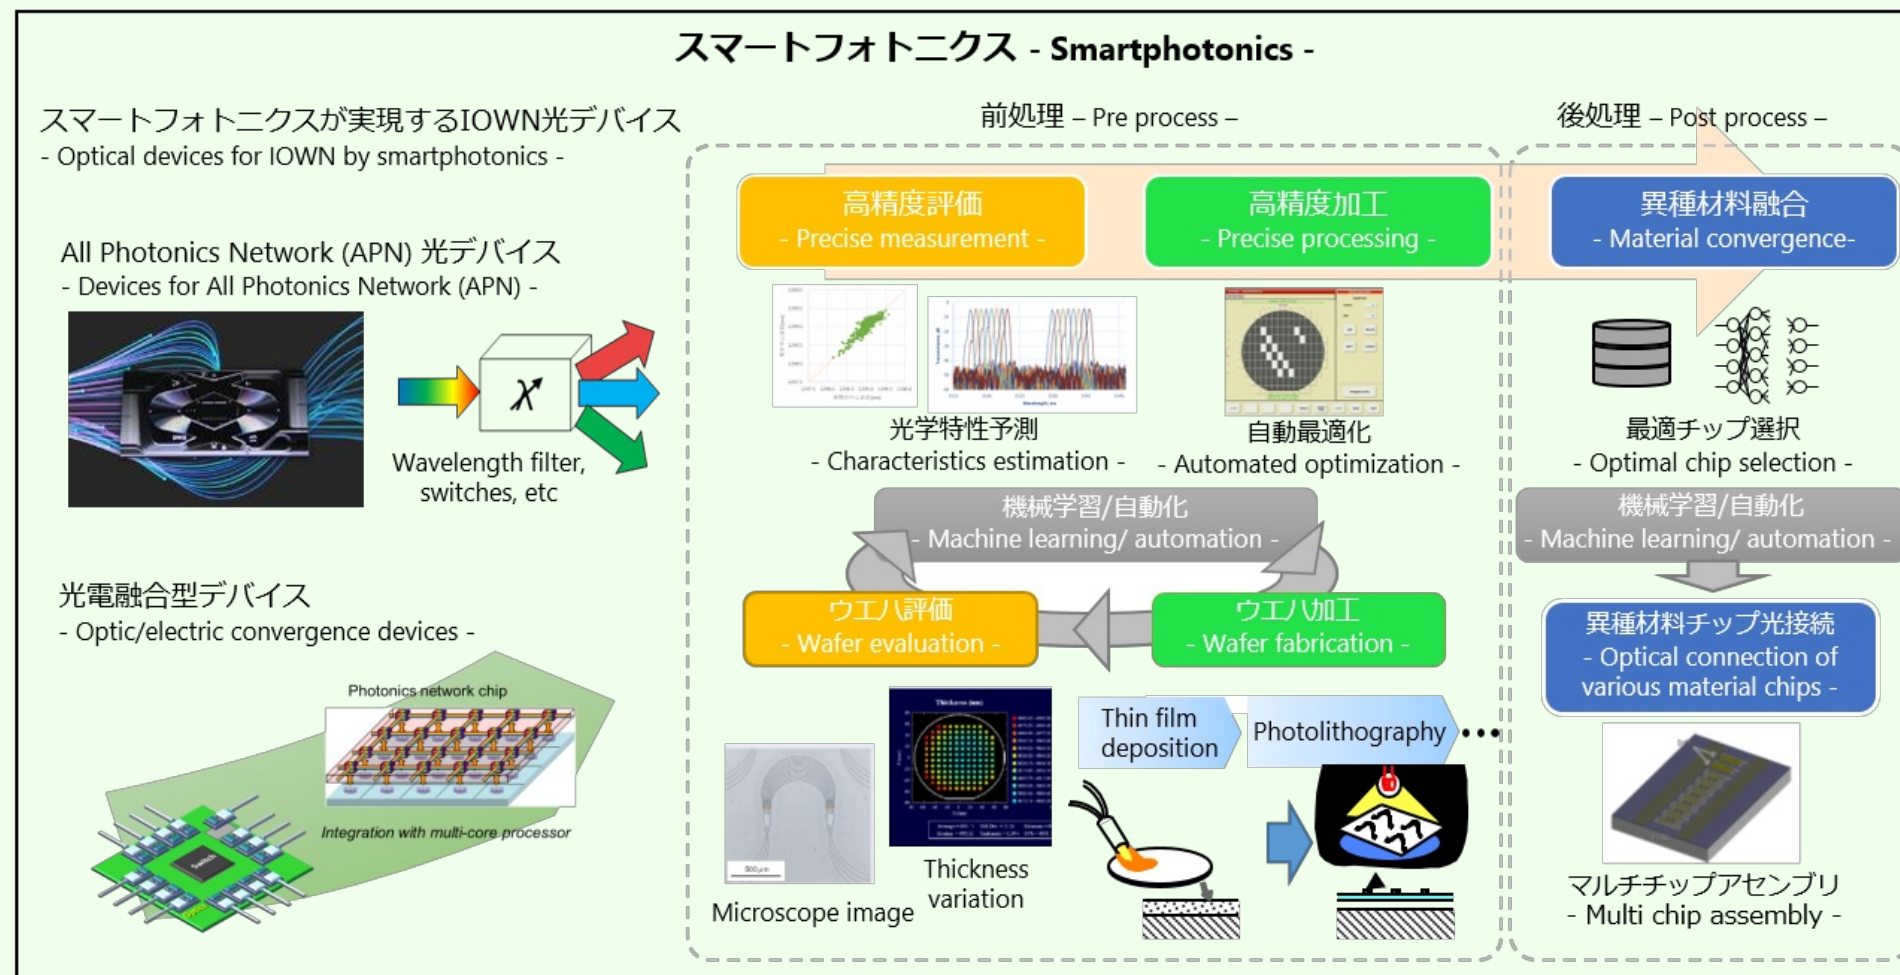 スマートフォトニクス - Smartphotonics -
スマートフォトニクスが実現するIOWN光デバイス
- Optical devices for IOWN by smartphotonics -
All Photonics Network (APN) 光デバイス
- Devices for All Photonics Network (APN) -
Wavelength filter,
switches, etc
光電融合型デバイス
- Optic/electric convergence devices -
Photonics network chip
Integration with multi-core processor
Switch
前処理 – Pre process –
高精度評価
- Precise measurement -
高精度加工
- Precise processing -
光学特性予測
- Characteristics estimation -
自動最適化
- Automated optimization -
機械学習/自動化
- Machine learning/ automation -
ウエハ評価
- Wafer evaluation -
ウエハ加工
- Wafer fabrication -
Thickness (nm)
500μm
Microscope image
Thickness
variation
Thin film
deposition
Photolithography
•••
後処理 – Post process –
異種材料融合
- Material convergence-
最適チップ選択
- Optimal chip selection -
機械学習/自動化
- Machine learning/ automation -
異種材料チップ光接続
- Optical connection of
various material chips -
マルチチップアセンブリ
- Multi chip assembly -